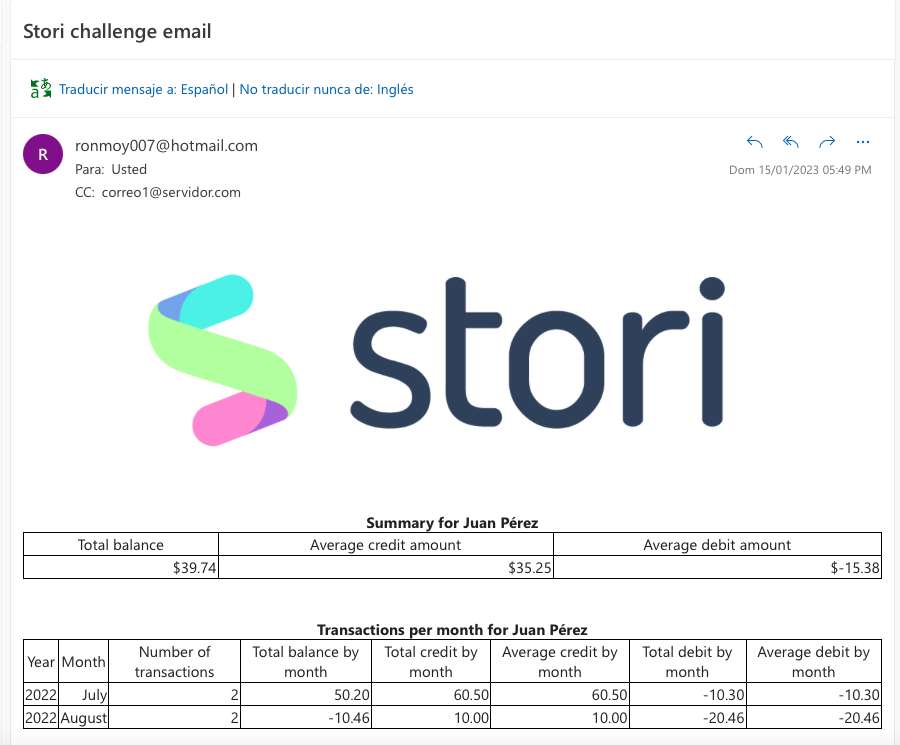 Stori challenge email
Traducir mensaje a: Español | No traducir nunca de: Inglés
R
ronmoy007@hotmail.com
Para: Usted
CC: correo1@servidor.com
Dom 15/01/2023 05:49 PM
stori
Summary for Juan Pérez
Total balance Average credit amount Average debit amount
$39.74 $35.25 $-15.38
Transactions per month for Juan Pérez
Year Month Number of transactions Total balance by month Total credit by month Average credit by month Total debit by month Average debit by month
2022 July 2 50.20 60.50 60.50 -10.30 -10.30
2022 August 2 -10.46 10.00 10.00 -20.46 -20.46